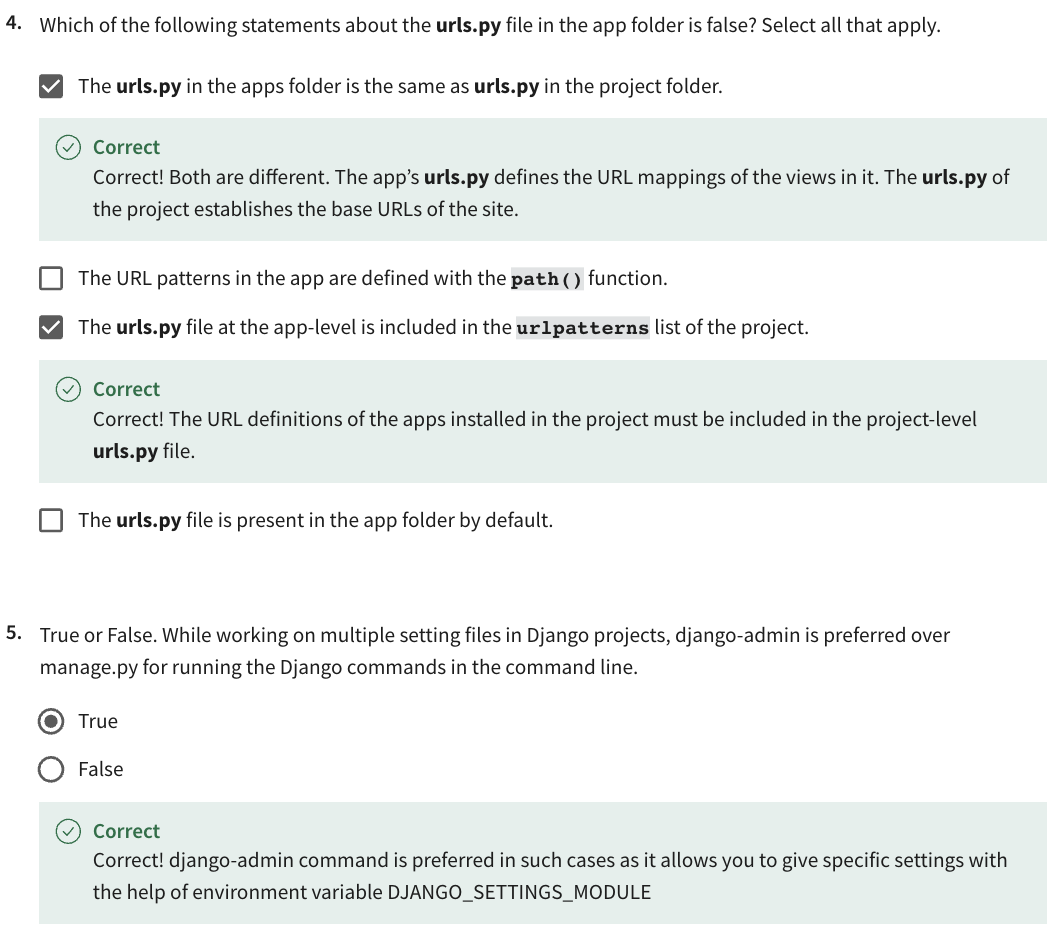 4. Which of the following statements about the urls.py file in the app folder is false? Select all that apply.
The urls.py in the apps folder is the same as urls.py in the project folder.
Correct
Correct! Both are different. The app’s urls.py defines the URL mappings of the views in it. The urls.py of
the project establishes the base URLs of the site.
The URL patterns in the app are defined with the path() function.
The urls.py file at the app-level is included in the urlpatterns list of the project.
Correct
Correct! The URL definitions of the apps installed in the project must be included in the project-level
urls.py file.
The urls.py file is present in the app folder by default.
5. True or False. While working on multiple setting files in Django projects, django-admin is preferred over
manage.py for running the Django commands in the command line.
True
False
Correct
Correct! django-admin command is preferred in such cases as it allows you to give specific settings with
the help of environment variable DJANGO_SETTINGS_MODULE